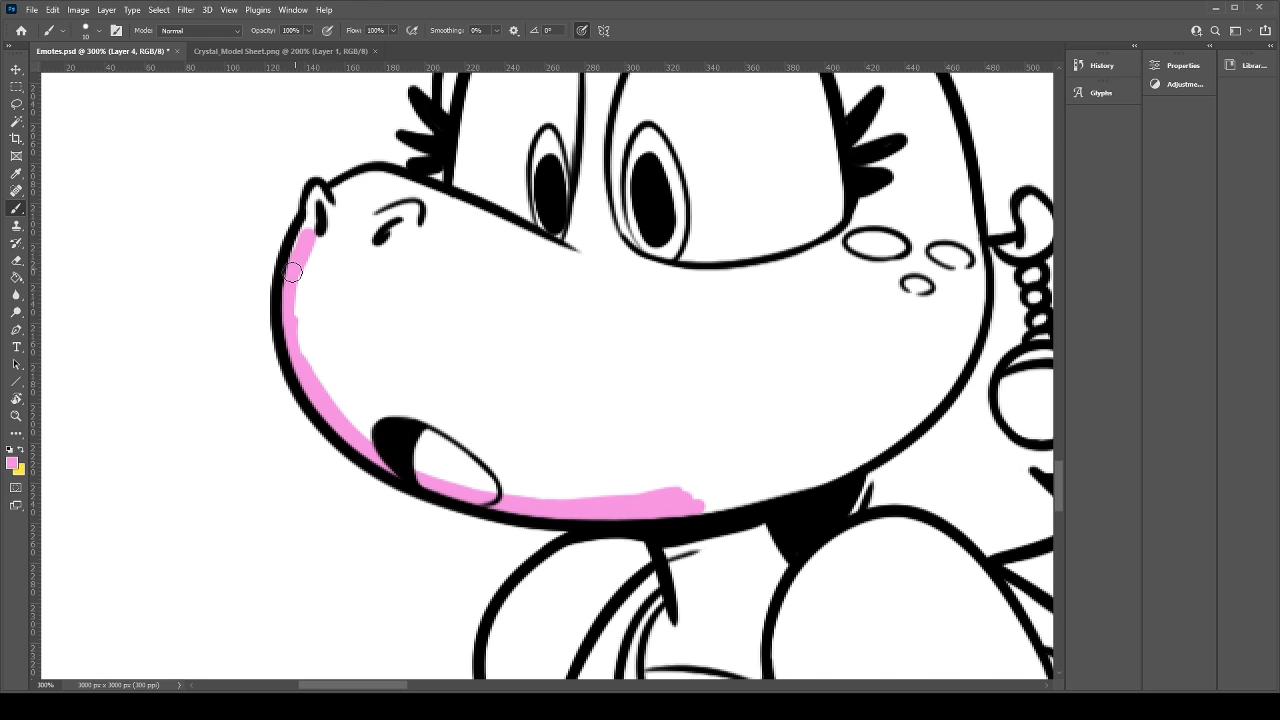 Ps File Edit Image Layer Type Select Filter 3D View Plugins Window Help
10 Mode: Normal Opacity: 100% Flow: 100% Smoothing: 0% 0°
Emotes.psd @ 300% (Layer 4, RGB/8) * × Crystal_Model Sheet.png @ 200% (Layer 1, RGB/8) ×
20 40 60 80 100 120 140 160 180 200 220 240 260 280 300 320 340 360 380 400 420 440 460 480 500
History
Glyphs
Properties
Adjustme...
Librar...
300% 3000 px x 3000 px (300 ppi)